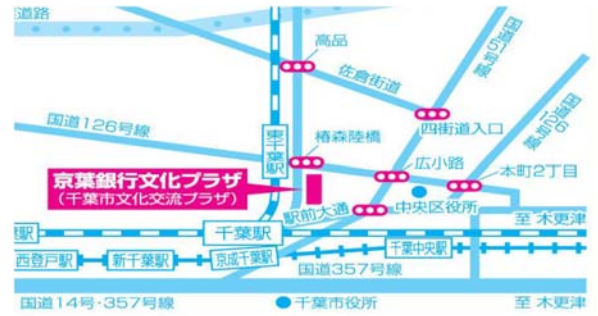 道路
高品
佐倉街道
国道51号線
国道126号線
四街道入口
国道126
号線
東千葉駅
椿森陸橋
広小路
本町2丁目
京葉銀行文化プラザ
(千葉市文化交流プラザ)
駅前大通
中央区役所
至 木更津
葉駅
千葉駅
千葉中央駅
西登戸駅
新千葉駅
京成千葉駅
国道357号線
国道14号・357号線
千葉市役所
至 木更津